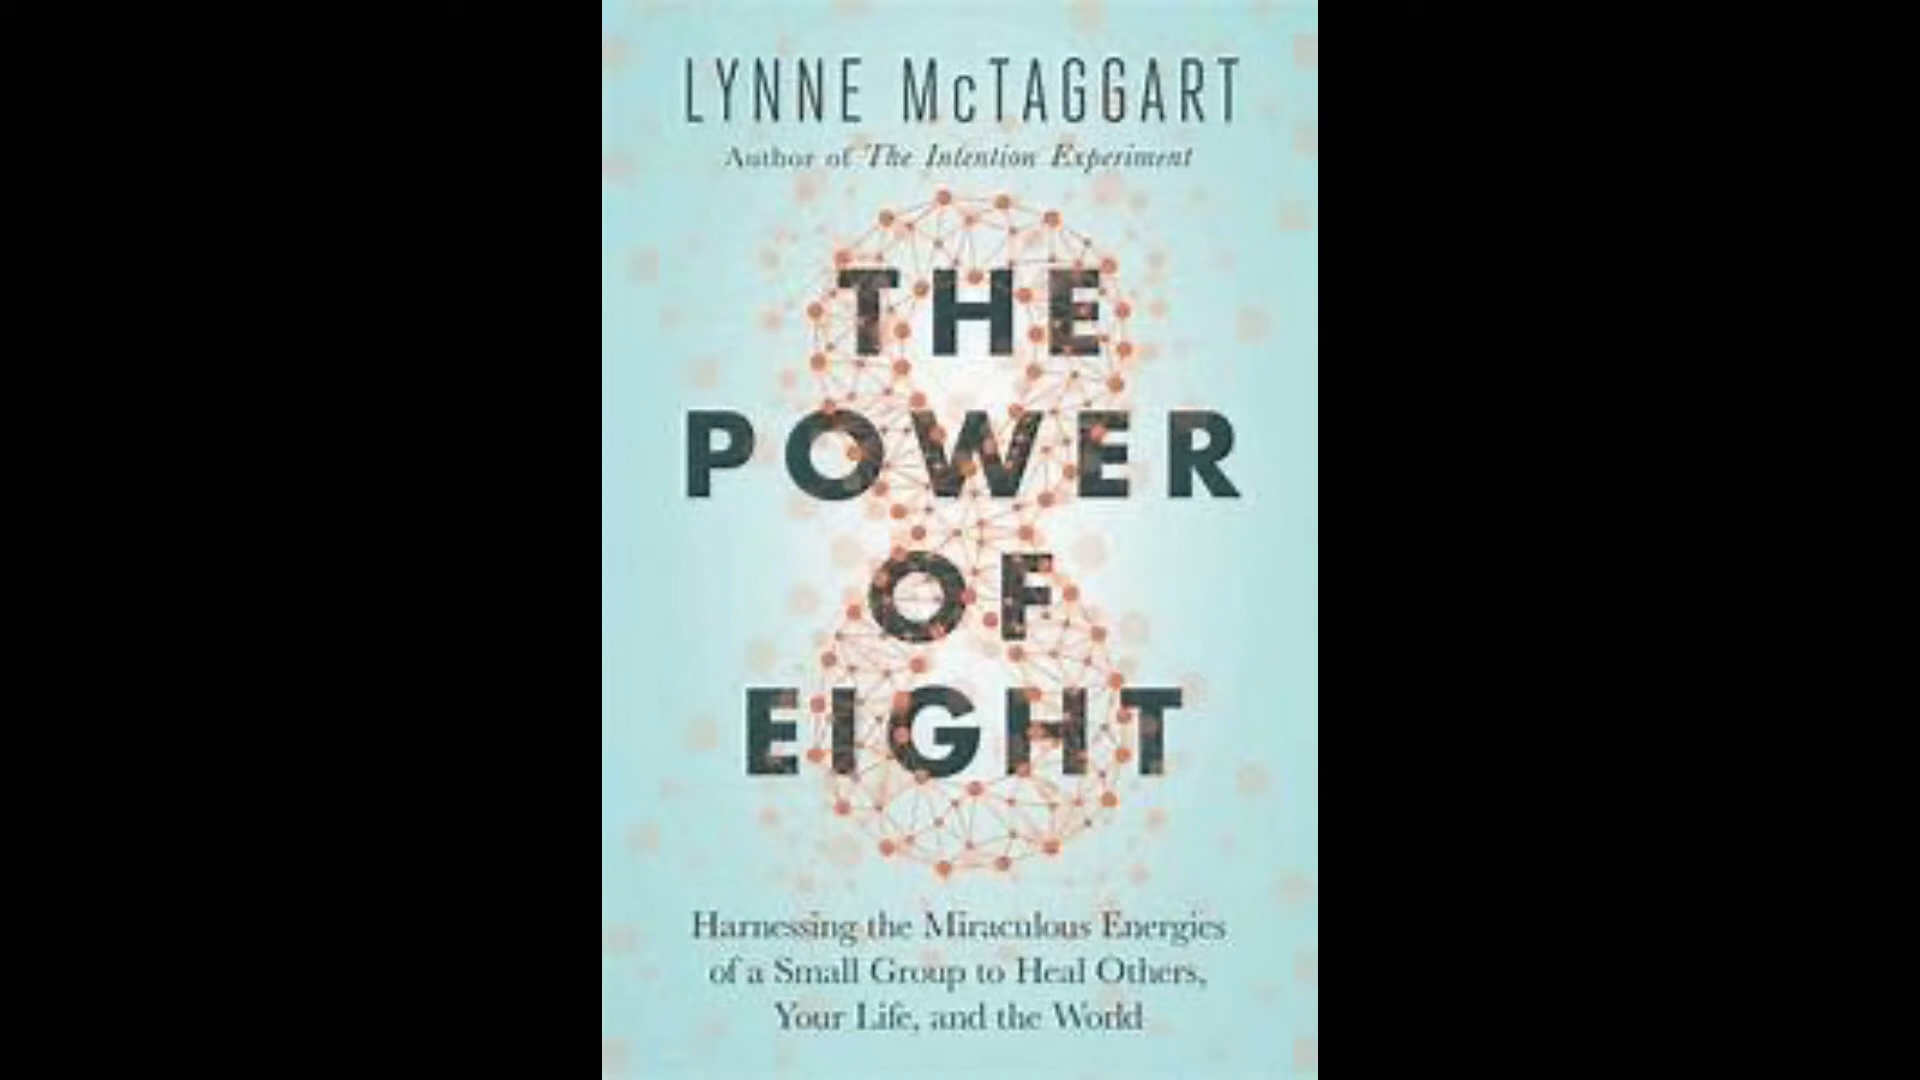 LYNNE McTAGGART
Author of The Intention Experiment
THE
POWER
OF
EIGHT
Harnessing the Miraculous Energies
of a Small Group to Heal Others,
Your Life, and the World